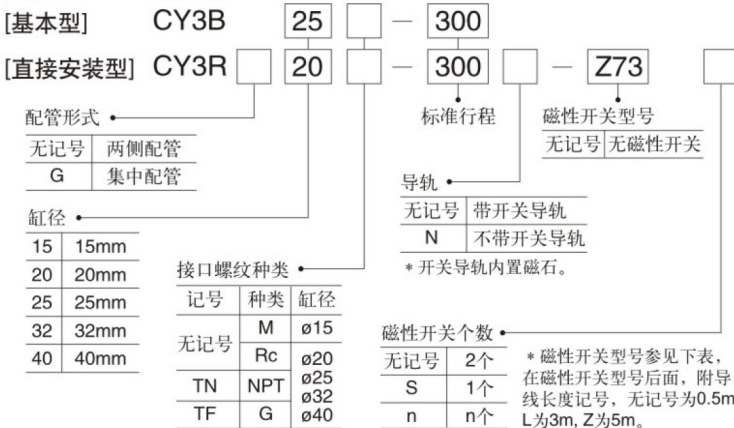 [基本型] CY3B 25 — 300
[直接安装型] CY3R 20 — 300 — Z73
配管形式
无记号 两侧配管
G 集中配管
标准行程
磁性开关型号
无记号 无磁性开关
导轨
无记号 带开关导轨
N 不带开关导轨
* 开关导轨内置磁石。
缸径
15 15mm
20 20mm
25 25mm
32 32mm
40 40mm
接口螺纹种类
记号 种类 缸径
无记号 M ø15
Rc ø20
TN NPT ø25
ø32
TF G ø40
磁性开关个数
无记号 2个
S 1个
n n个
* 磁性开关型号参见下表，
在磁性开关型号后面，附导
线长度记号，无记号为0.5m
L为3m, Z为5m。